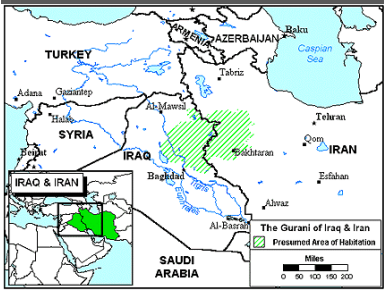 ARMENIA
AZERBAIJAN
Baku
TURKEY
Caspian
Sea
Tabriz
Adana
Gaziantep
Al-Mawsil
Halab
Tehran
SYRIA
Qom
Beirut
IRAQ
Bakhtaran
IRAN
Baghdad
Tigris
Esfahan
Euphrates
IRAQ & IRAN
Ahvaz
Al-Basrah
The Gurani of Iraq & Iran
Presumed Area of Habitation
SAUDI
ARABIA
Miles
0 50 100 150 200